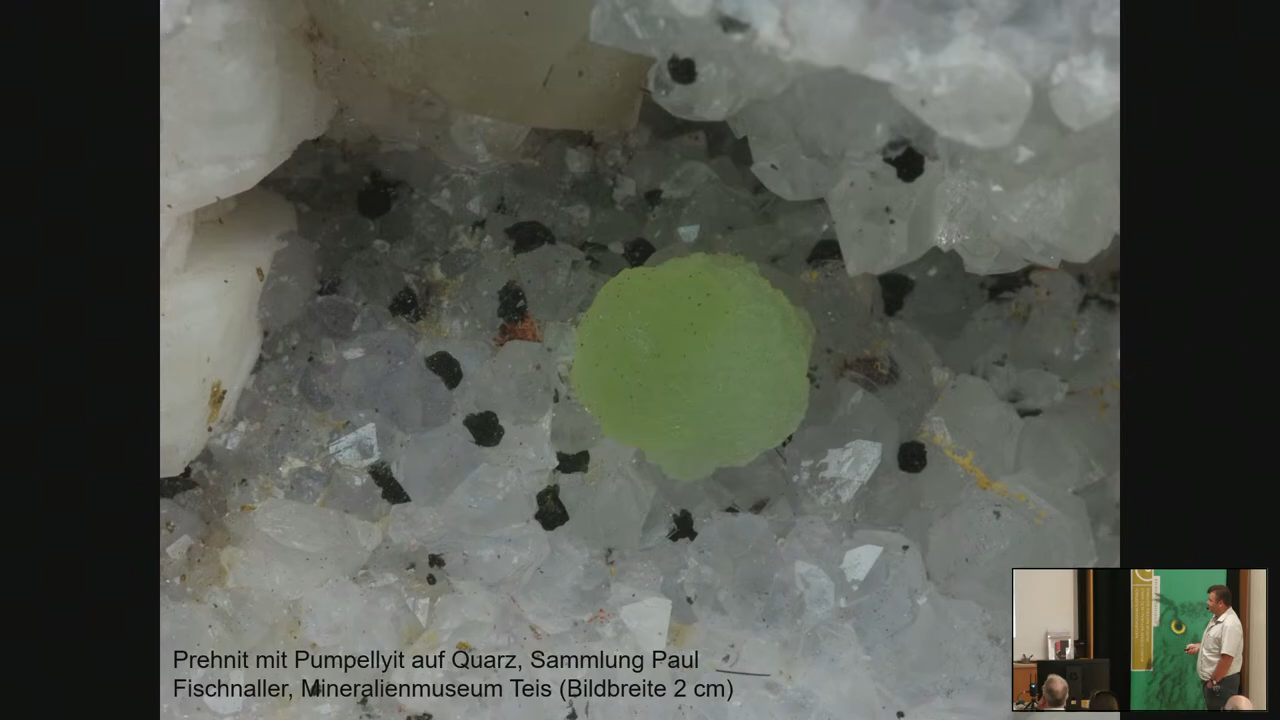 Prehnit mit Pumpellyit auf Quarz, Sammlung Paul
Fischnaller, Mineralienmuseum Teis (Bildbreite 2 cm)